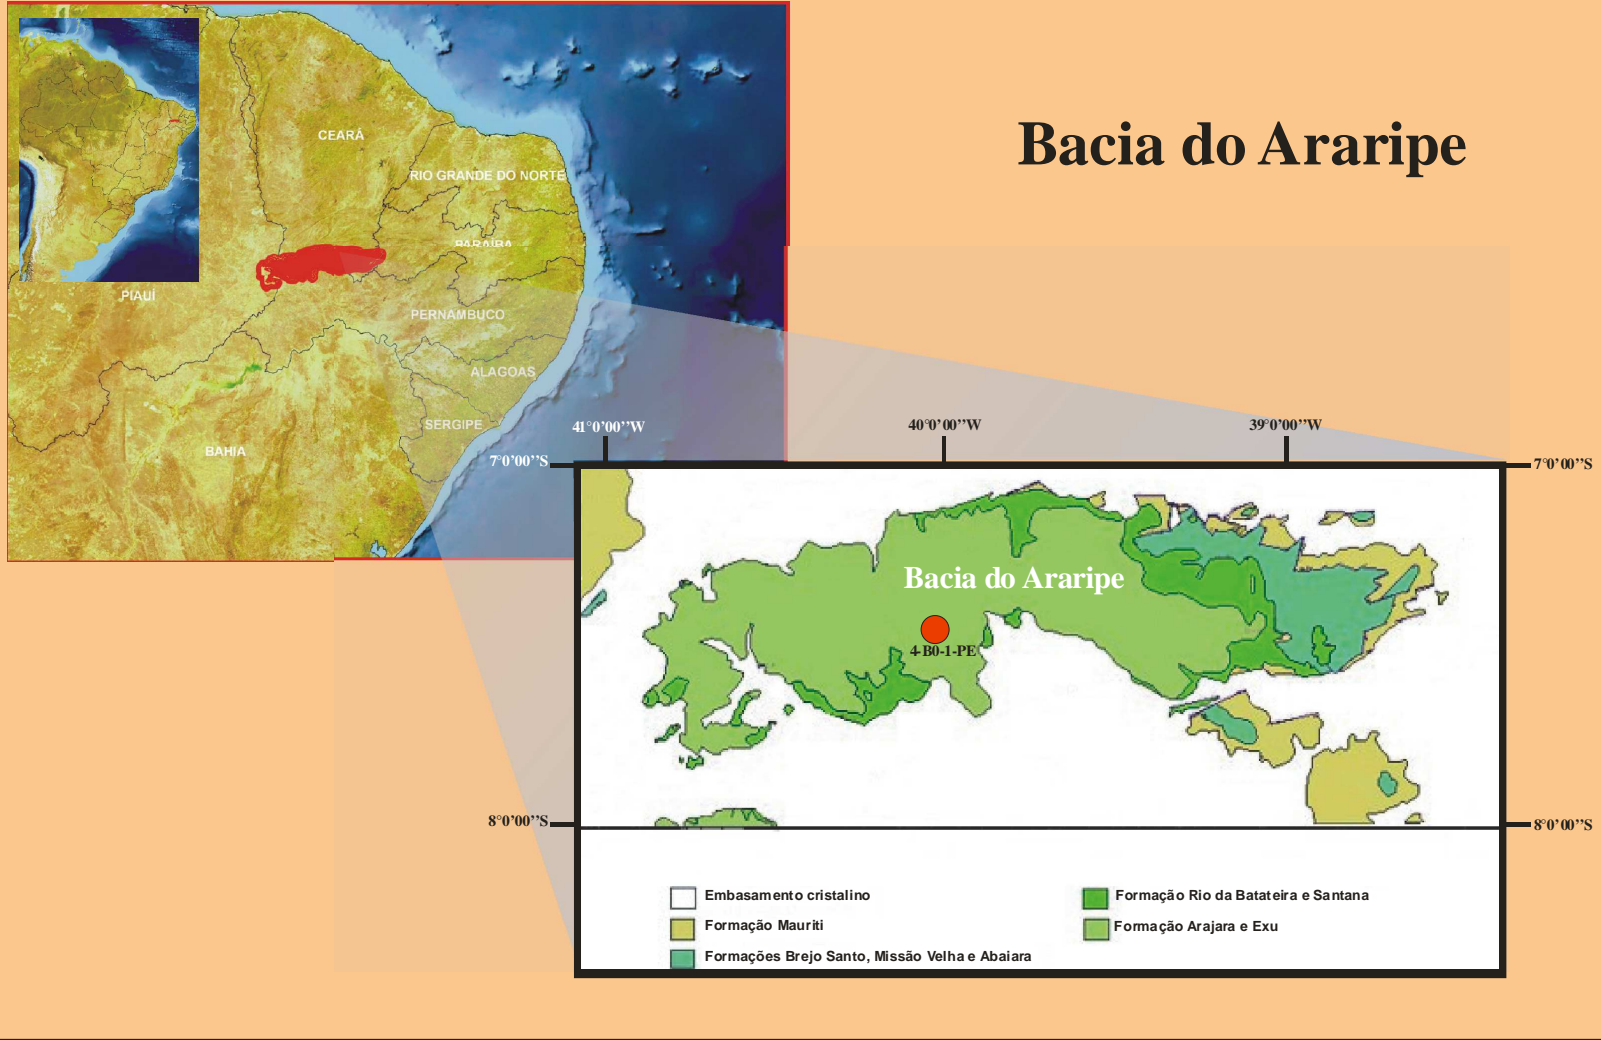 Bacia do Araripe
CEARÁ
RIO GRANDE DO NORTE
PARAÍBA
PIAUÍ
PERNAMBUCO
ALAGOAS
SERGIPE
BAHIA
41°0'00’’W
40°0'00’’W
39°0'00’’W
7°0'00’’S
7°0'00’’S
Bacia do Araripe
4-B0-1-PE
8°0'00’’S
8°0'00’’S
Embasamento cristalino
Formação Mauriti
Formações Brejo Santo, Missão Velha e Abaiara
Formação Rio da Batateira e Santana
Formação Arajara e Exu